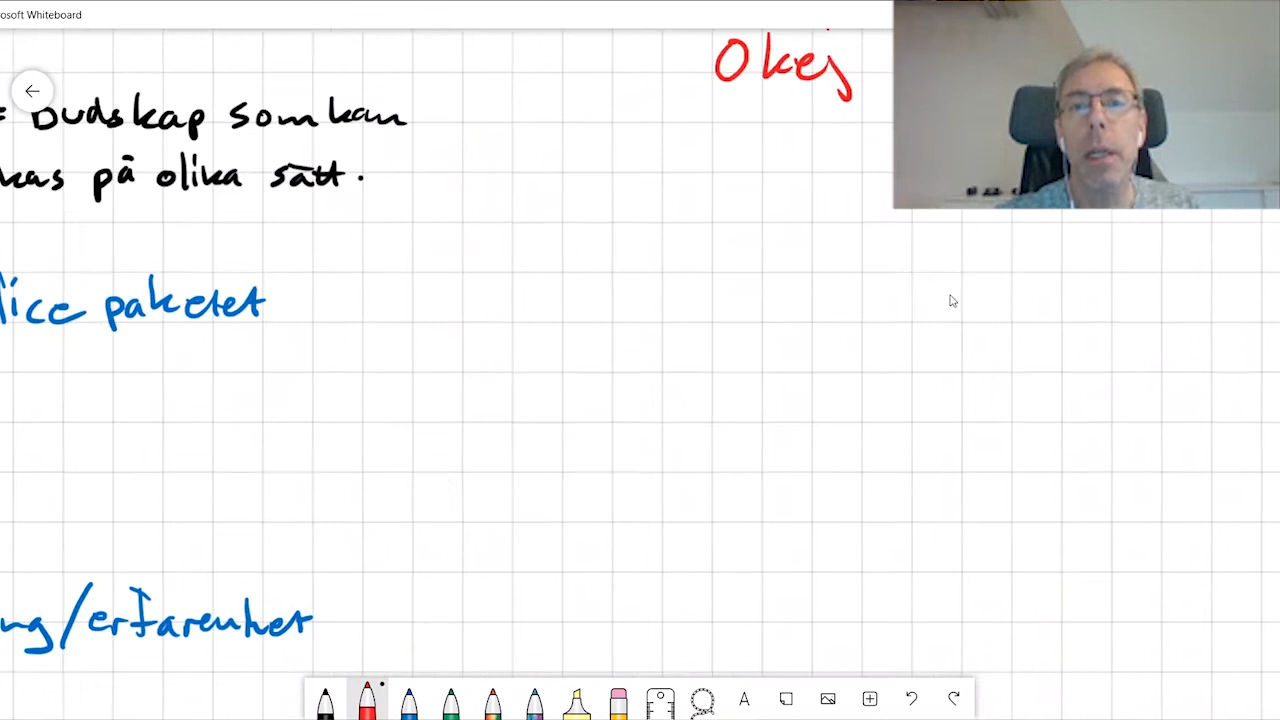 osoft Whiteboard
Okej
= Budskap som kan
kas på olika sätt.
lice paketet
ng/erfarenhet
A